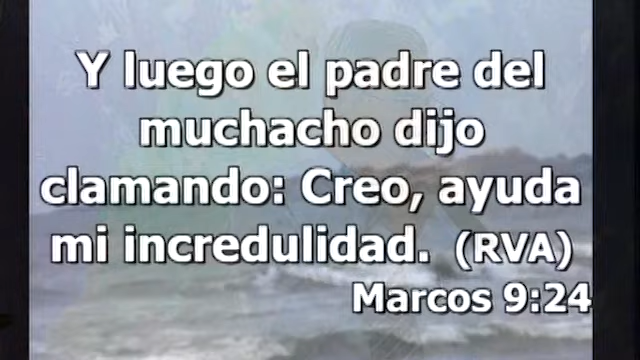 Y luego el padre del
muchacho dijo
clamando: Creo, ayuda
mi incredulidad. (RVA)
Marcos 9:24